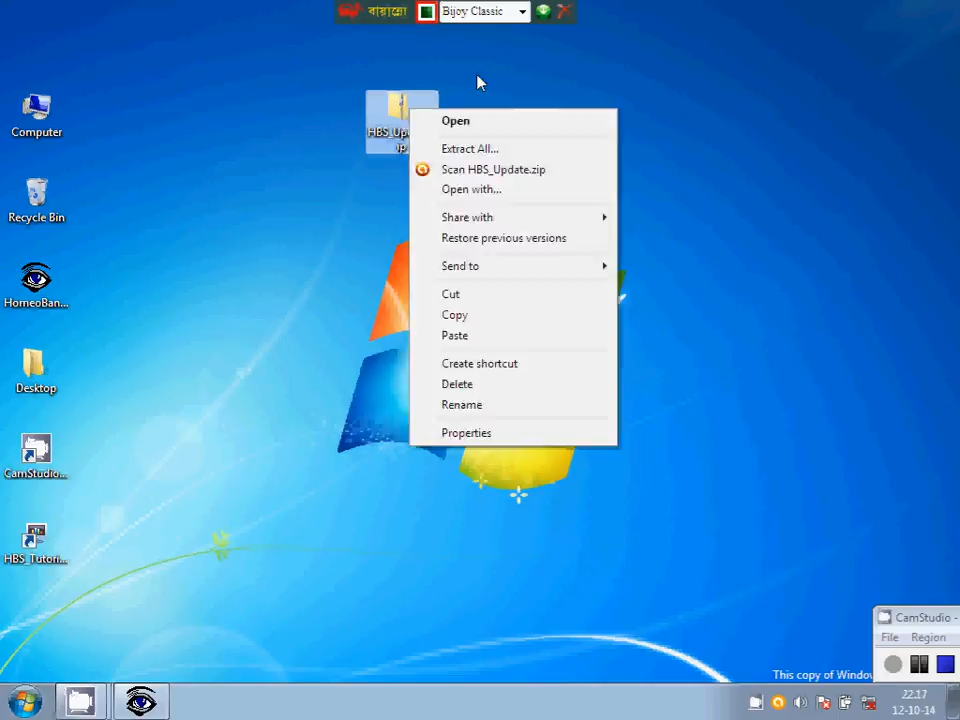 বায়ান্নো
Bijoy Classic
Computer
HBS_Up
ip
Open
Extract All...
Scan HBS_Update.zip
Open with...
Recycle Bin
Share with
Restore previous versions
Send to
HomeoBan...
Cut
Copy
Paste
Create shortcut
Delete
Rename
Properties
Desktop
CamStudio...
HBS_Tutori...
CamStudio -
File Region
This copy of Window
22.17
12-10-14